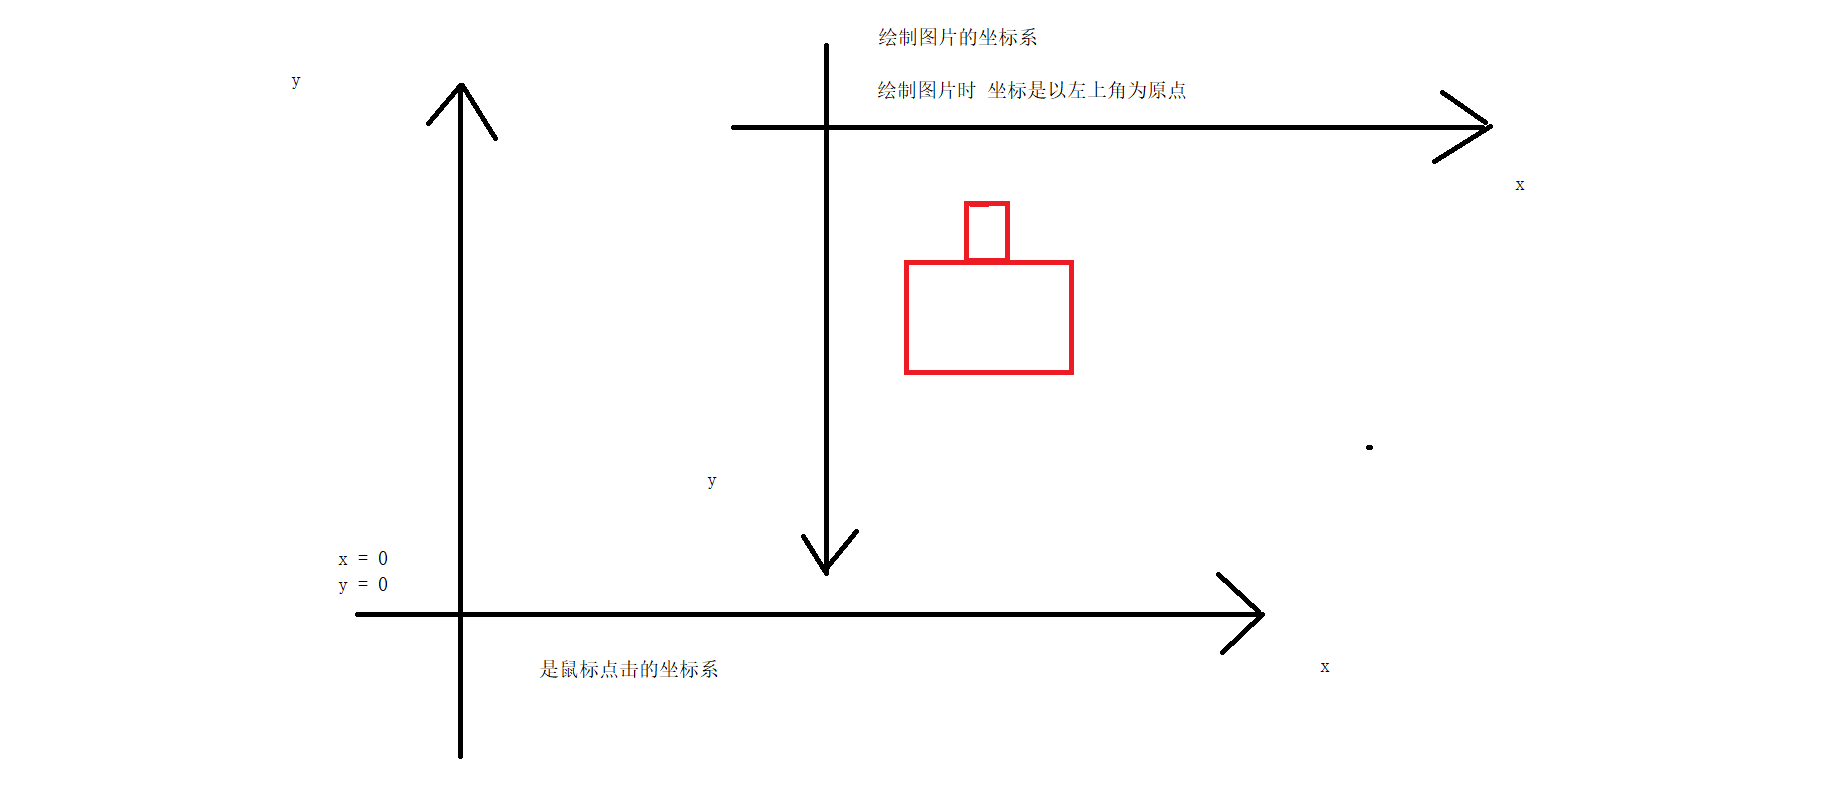 绘制图片的坐标系
y
绘制图片时 坐标是以左上角为原点
x
y
x = 0
y = 0
是鼠标点击的坐标系
x